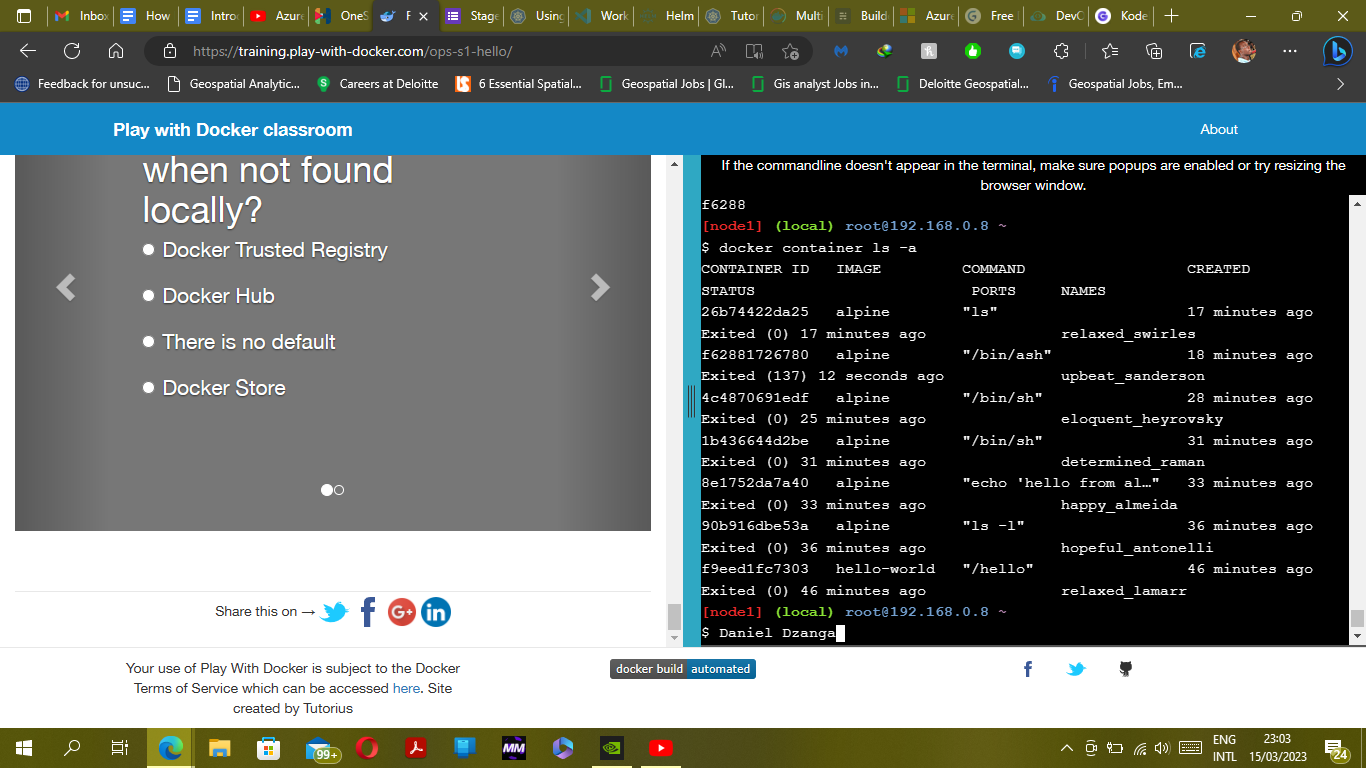 Inbox
How
Intro
Azure
OneS
F
Stage
Using
Work
Helm
Tutor
Multi
Build
Azure
Free
DevC
Kode
https://training.play-with-docker.com/ops-s1-hello/
Feedback for unsuc...
Geospatial Analytic...
Careers at Deloitte
6 Essential Spatial...
Geospatial Jobs | Gl...
Gis analyst Jobs in...
Deloitte Geospatial...
Geospatial Jobs, Em...
Play with Docker classroom
About
when not found
locally?
Docker Trusted Registry
Docker Hub
There is no default
Docker Store
Share this on →
If the commandline doesn't appear in the terminal, make sure popups are enabled or try resizing the
browser window.
f6288
[node1] (local) root@192.168.0.8 ~
$ docker container ls -a
CONTAINER ID IMAGE COMMAND CREATED
STATUS PORTS NAMES
26b74422da25 alpine "ls" 17 minutes ago
Exited (0) 17 minutes ago relaxed_swirles
f62881726780 alpine "/bin/ash" 18 minutes ago
Exited (137) 12 seconds ago upbeat_sanderson
4c4870691edf alpine "/bin/sh" 28 minutes ago
Exited (0) 25 minutes ago eloquent_heyrovsky
1b436644d2be alpine "/bin/sh" 31 minutes ago
Exited (0) 31 minutes ago determined_raman
8e1752da7a40 alpine "echo 'hello from al…" 33 minutes ago
Exited (0) 33 minutes ago happy_almeida
90b916dbe53a alpine "ls -l" 36 minutes ago
Exited (0) 36 minutes ago hopeful_antonelli
f9eed1fc7303 hello-world "/hello" 46 minutes ago
Exited (0) 46 minutes ago relaxed_lamarr
[node1] (local) root@192.168.0.8 ~
$ Daniel Dzanga
Your use of Play With Docker is subject to the Docker
Terms of Service which can be accessed here. Site
created by Tutorius
docker build automated
99+
ENG
INTL
23:03
15/03/2023
24